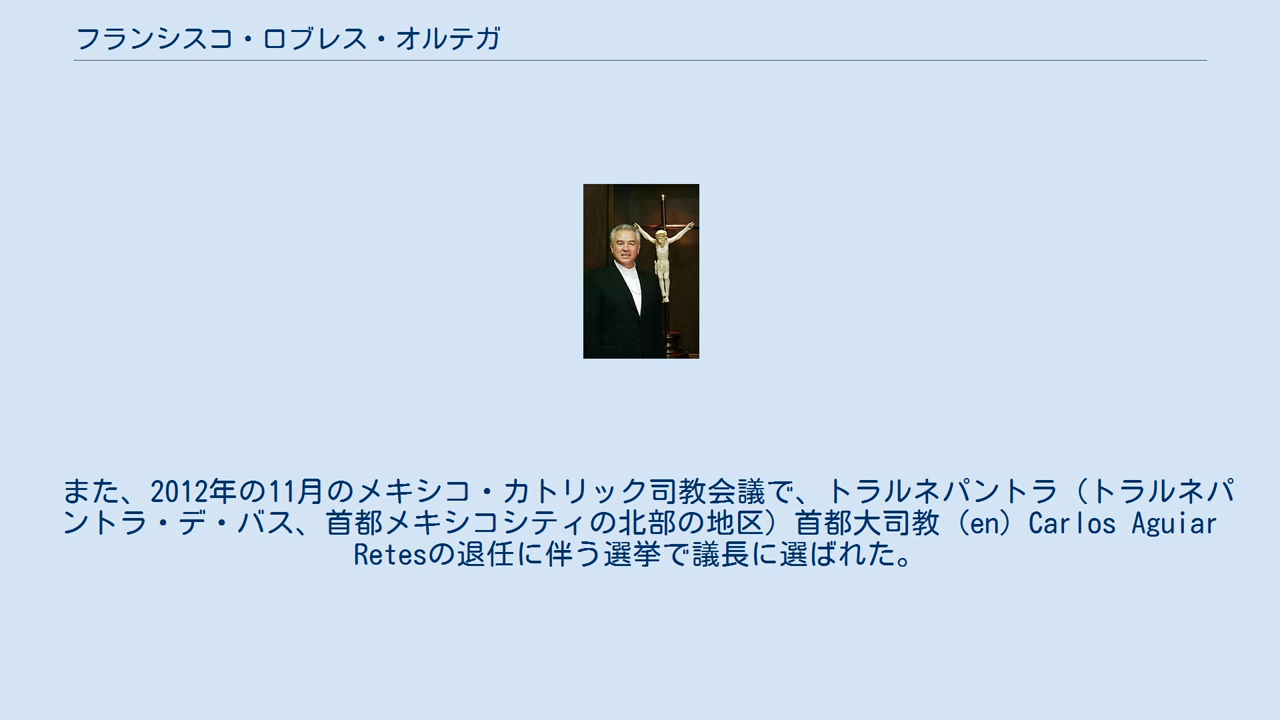 フランシスコ・ロブレス・オルテガ
また、2012年の11月のメキシコ・カトリック司教会議で、トラルネパントラ（トラルネパ
ントラ・デ・バス、首都メキシコシティの北部の地区）首都大司教（en）Carlos Aguiar
Retesの退任に伴う選挙で議長に選ばれた。